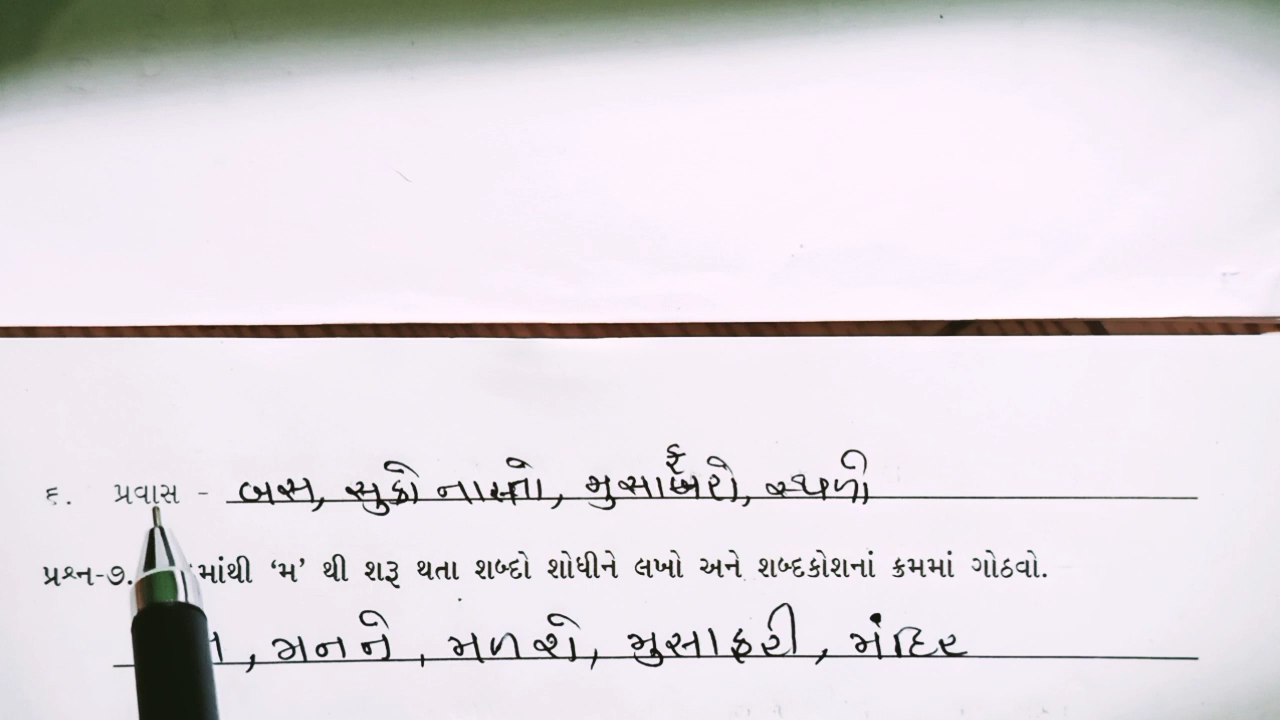 ૬. પ્રવાસ - બસ, સુકો નાસ્તો, મુસાફરો, સ્થળો
પ્રશ્ન-૭. માંથી ‘મ’ થી શરૂ થતા શબ્દો શોધીને લખો અને શબ્દકોશનાં ક્રમમાં ગોઠવો.
, મનને, મળશે, મુસાફરી, મંદિર